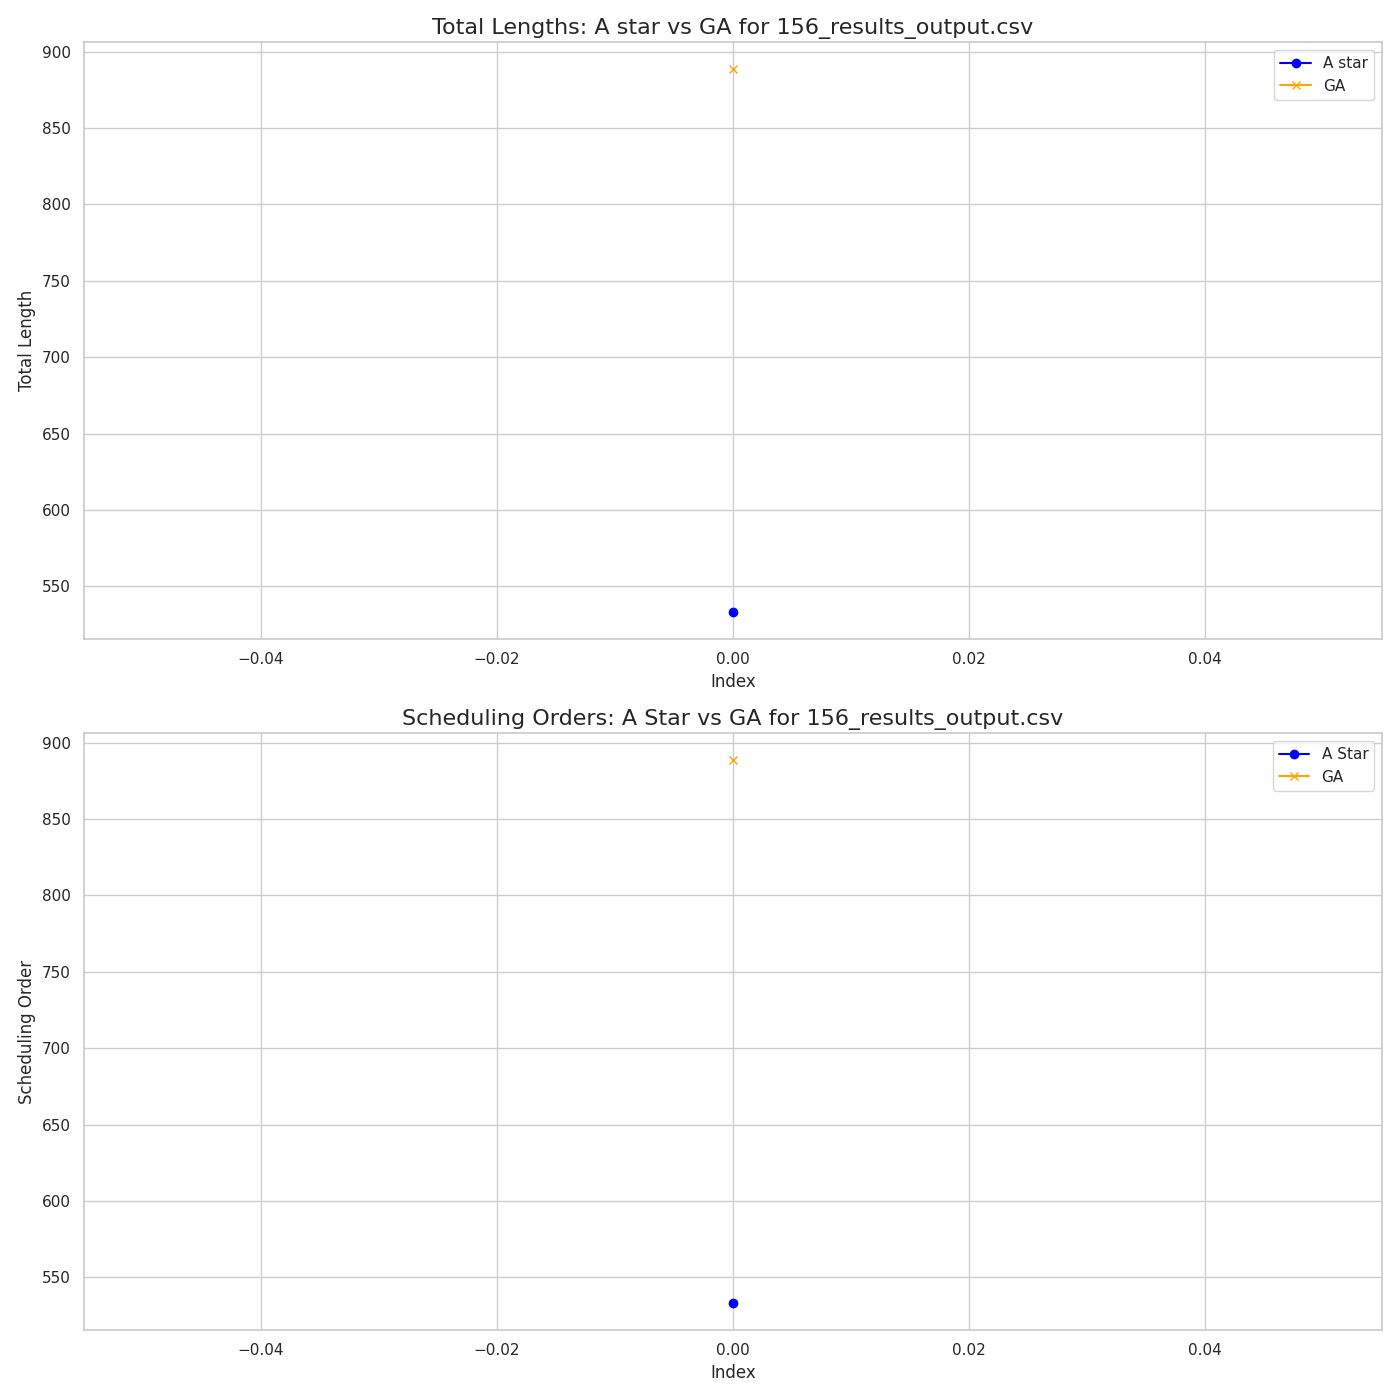 Total Lengths: A star vs GA for 156_results_output.csv
A star
GA
900
850
800
750
700
650
600
550
Total Length
−0.04
−0.02
0.00
0.02
0.04
Index
Scheduling Orders: A Star vs GA for 156_results_output.csv
A Star
GA
900
850
800
750
700
650
600
550
Scheduling Order
−0.04
−0.02
0.00
0.02
0.04
Index